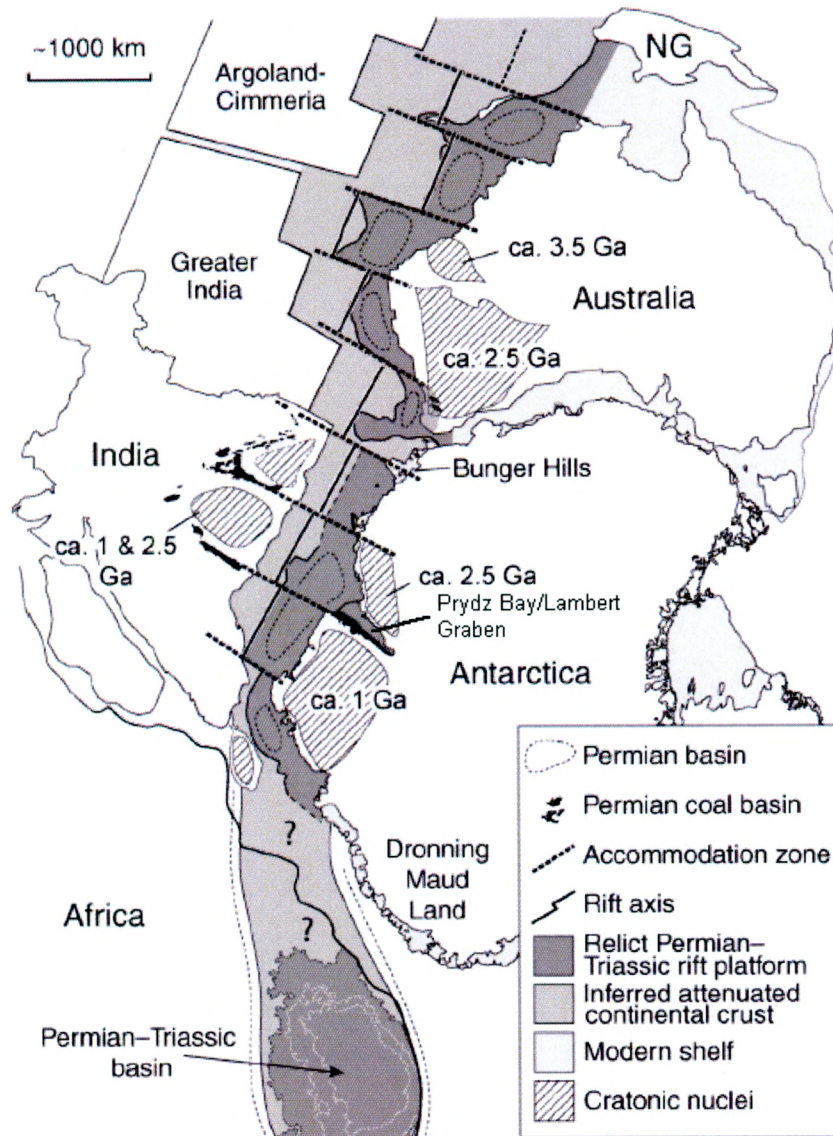 ~1000 km
NG
Argoland-
Cimmeria
ca. 3.5 Ga
Greater
India
Australia
ca. 2.5 Ga
India
Bunger Hills
ca. 1 & 2.5
Ga
ca. 2.5 Ga
Prydz Bay/Lambert
Graben
Antarctica
ca. 1 Ga
?
Dronning
Maud
Land
Africa
?
Permian–Triassic
basin
Permian basin
Permian coal basin
Accommodation zone
Rift axis
Relict Permian–
Triassic rift platform
Inferred attenuated
continental crust
Modern shelf
Cratonic nuclei